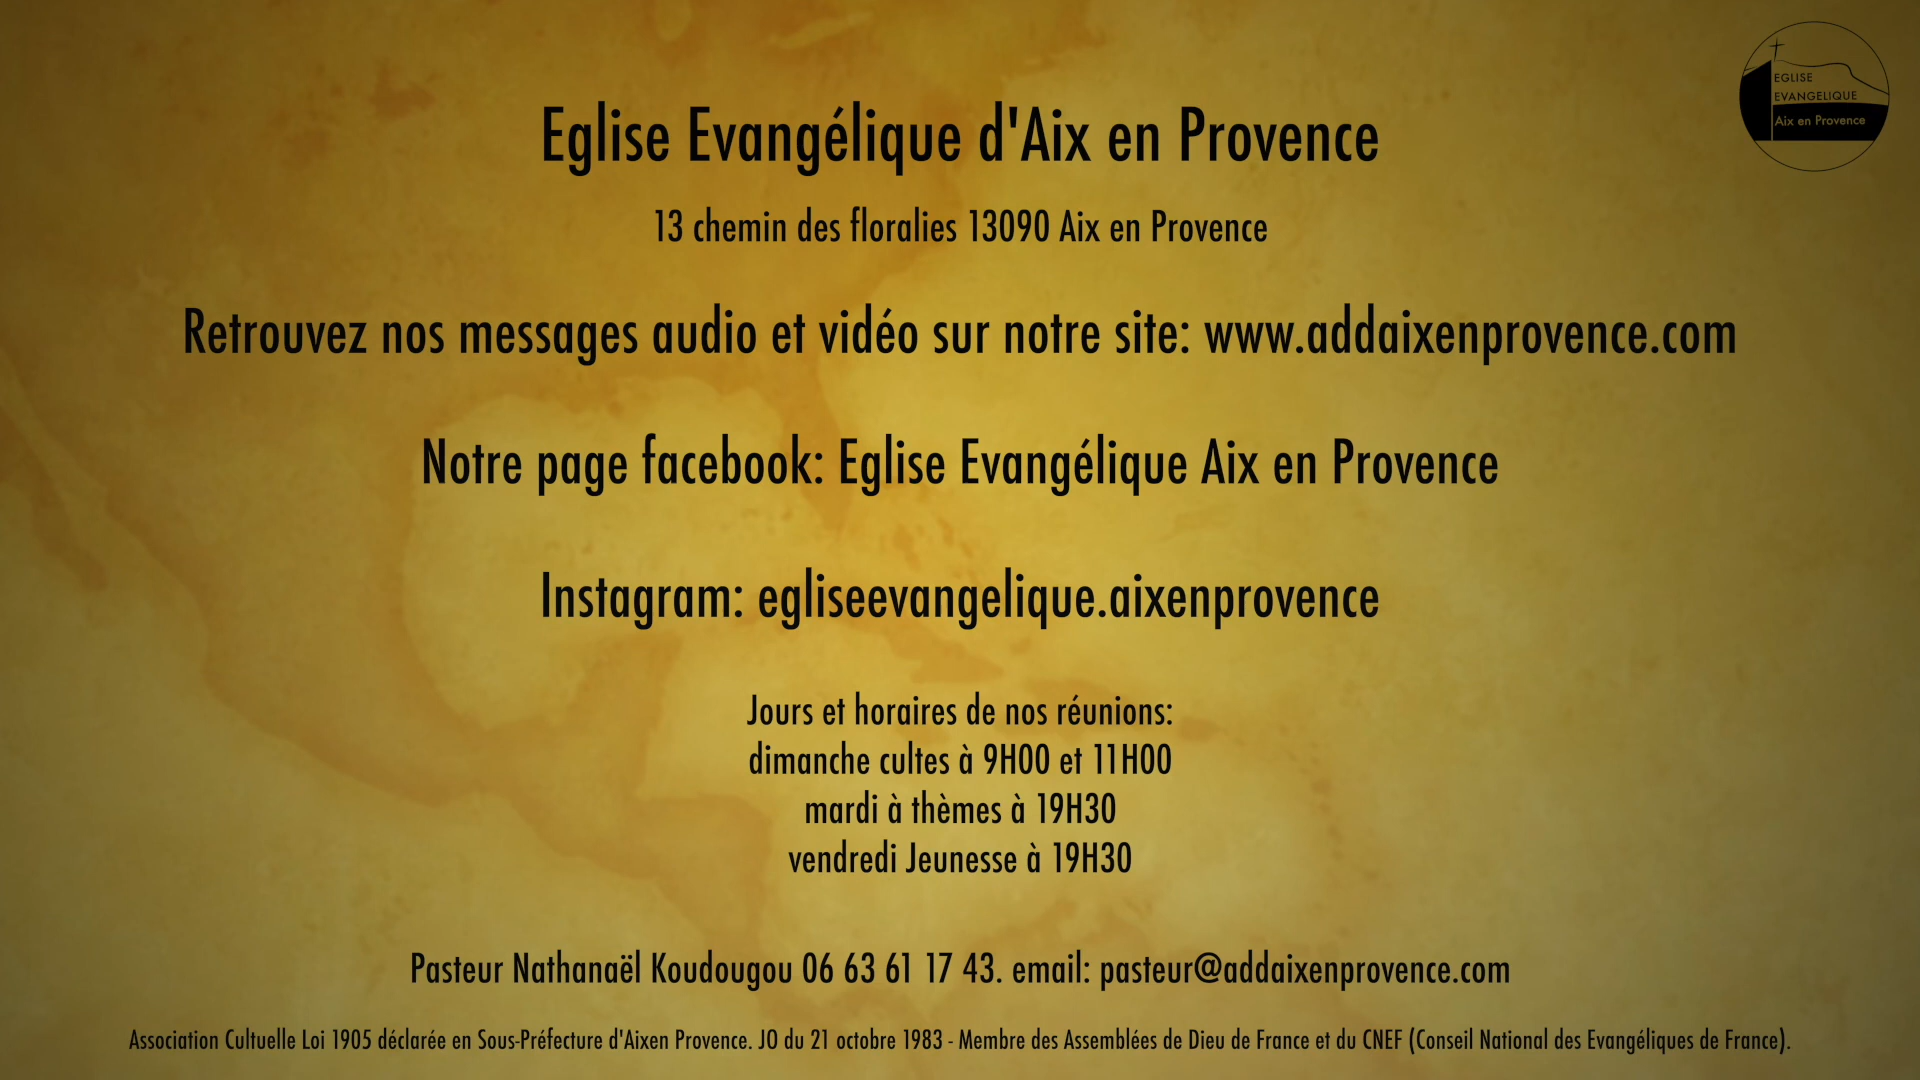 EGLISE
EVANGELIQUE
Aix en Provence
Eglise Evangélique d'Aix en Provence
13 chemin des floralies 13090 Aix en Provence
Retrouvez nos messages audio et vidéo sur notre site: www.addaixenprovence.com
Notre page facebook: Eglise Evangélique Aix en Provence
Instagram: egliseevangelique.aixenprovence
Jours et horaires de nos réunions:
dimanche cultes à 9H00 et 11H00
mardi à thèmes à 19H30
vendredi Jeunesse à 19H30
Pasteur Nathanaël Koudougou 06 63 61 17 43. email: pasteur@addaixenprovence.com
Association Cultuelle Loi 1905 déclarée en Sous-Préfecture d'Aixen Provence. JO du 21 octobre 1983 - Membre des Assemblées de Dieu de France et du CNEF (Conseil National des Evangéliques de France).